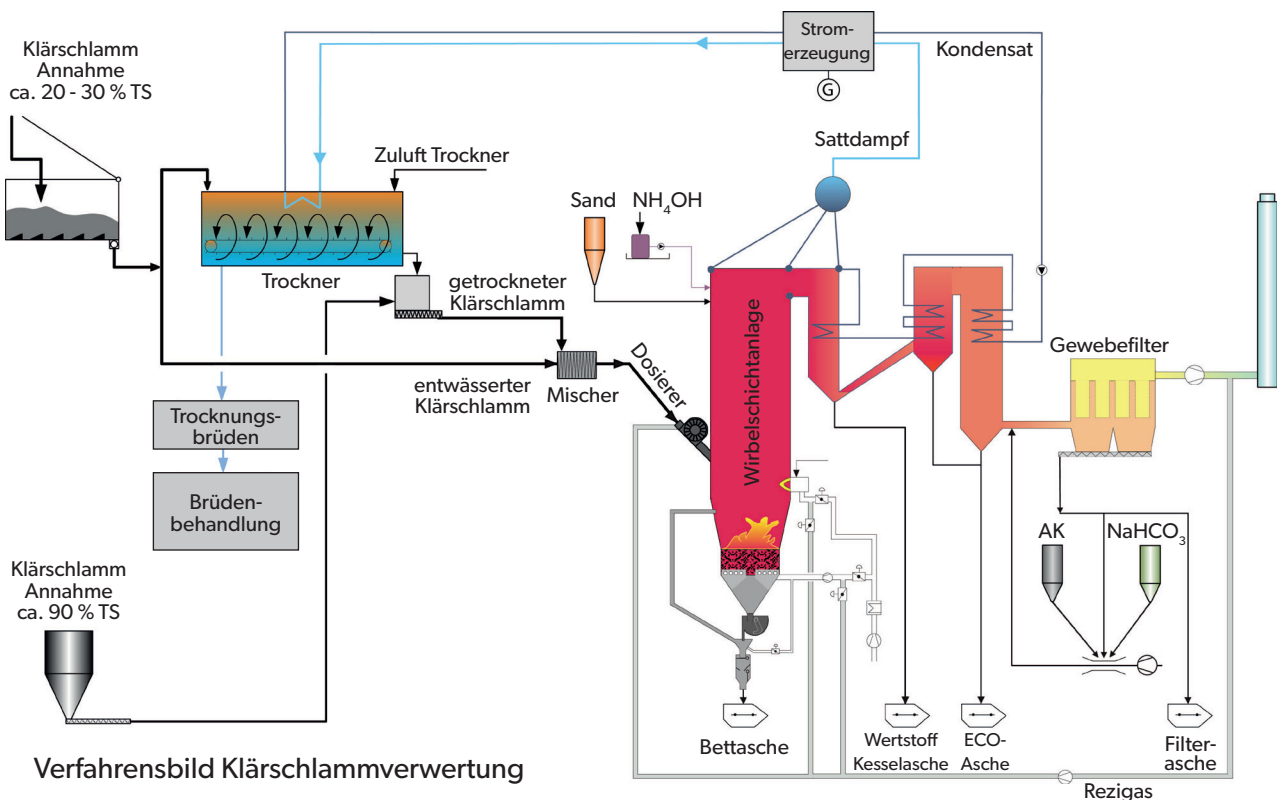 Klärschlamm
Annahme
ca. 20 - 30 % TS
Strom-
erzeugung
G
Kondensat
Sattdampf
Zuluft Trockner
Trockner
Sand
NH₄OH
getrockneter
Klärschlamm
entwässerter
Klärschlamm
Mischer
Dosierer
Wirbelschichtanlage
Gewebefilter
Trocknungs-
brüden
Brüden-
behandlung
AK
NaHCO₃
Klärschlamm
Annahme
ca. 90 % TS
Bettasche
Wertstoff
Kesselasche
ECO-
Asche
Filter-
asche
Rezigas
Verfahrensbild Klärschlammverwertung